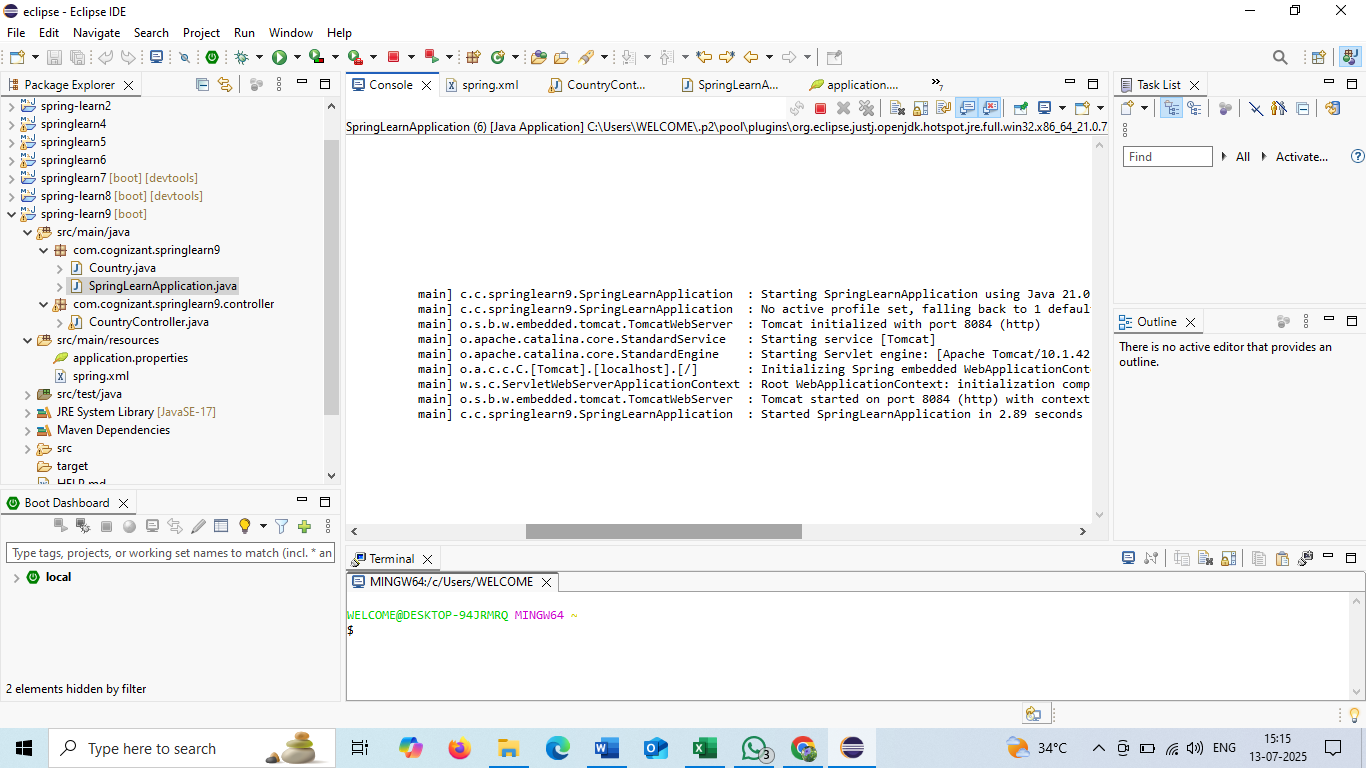 eclipse - Eclipse IDE
File Edit Navigate Search Project Run Window Help
Package Explorer
spring-learn2
springlearn4
springlearn5
springlearn6
springlearn7 [boot] [devtools]
spring-learn8 [boot] [devtools]
spring-learn9 [boot]
src/main/java
com.cognizant.springlearn9
Country.java
SpringLearnApplication.java
com.cognizant.springlearn9.controller
CountryController.java
src/main/resources
application.properties
spring.xml
src/test/java
JRE System Library [JavaSE-17]
Maven Dependencies
src
target
HELP.md
Boot Dashboard
Type tags, projects, or working set names to match (incl. * an
local
2 elements hidden by filter
Console spring.xml CountryCont... SpringLearnA... application.... »7
SpringLearnApplication (6) [Java Application] C:\Users\WELCOME\.p2\pool\plugins\org.eclipse.justj.openjdk.hotspot.jre.full.win32.x86_64_21.0.7
main] c.c.springlearn9.SpringLearnApplication : Starting SpringLearnApplication using Java 21.0
main] c.c.springlearn9.SpringLearnApplication : No active profile set, falling back to 1 defaul
main] o.s.b.w.embedded.tomcat.TomcatWebServer : Tomcat initialized with port 8084 (http)
main] o.apache.catalina.core.StandardService : Starting service [Tomcat]
main] o.apache.catalina.core.StandardEngine : Starting Servlet engine: [Apache Tomcat/10.1.42
main] o.a.c.c.C.[Tomcat].[localhost].[/] : Initializing Spring embedded WebApplicationCont
main] w.s.c.ServletWebServerApplicationContext : Root WebApplicationContext: initialization comp
main] o.s.b.w.embedded.tomcat.TomcatWebServer : Tomcat started on port 8084 (http) with context
main] c.c.springlearn9.SpringLearnApplication : Started SpringLearnApplication in 2.89 seconds
Terminal
MINGW64:/c/Users/WELCOME
WELCOME@DESKTOP-94JRMRQ MINGW64 ~
$
Task List
Find All Activate...
Outline
There is no active editor that provides an
outline.
Type here to search
3
34°C
ENG
15:15
13-07-2025